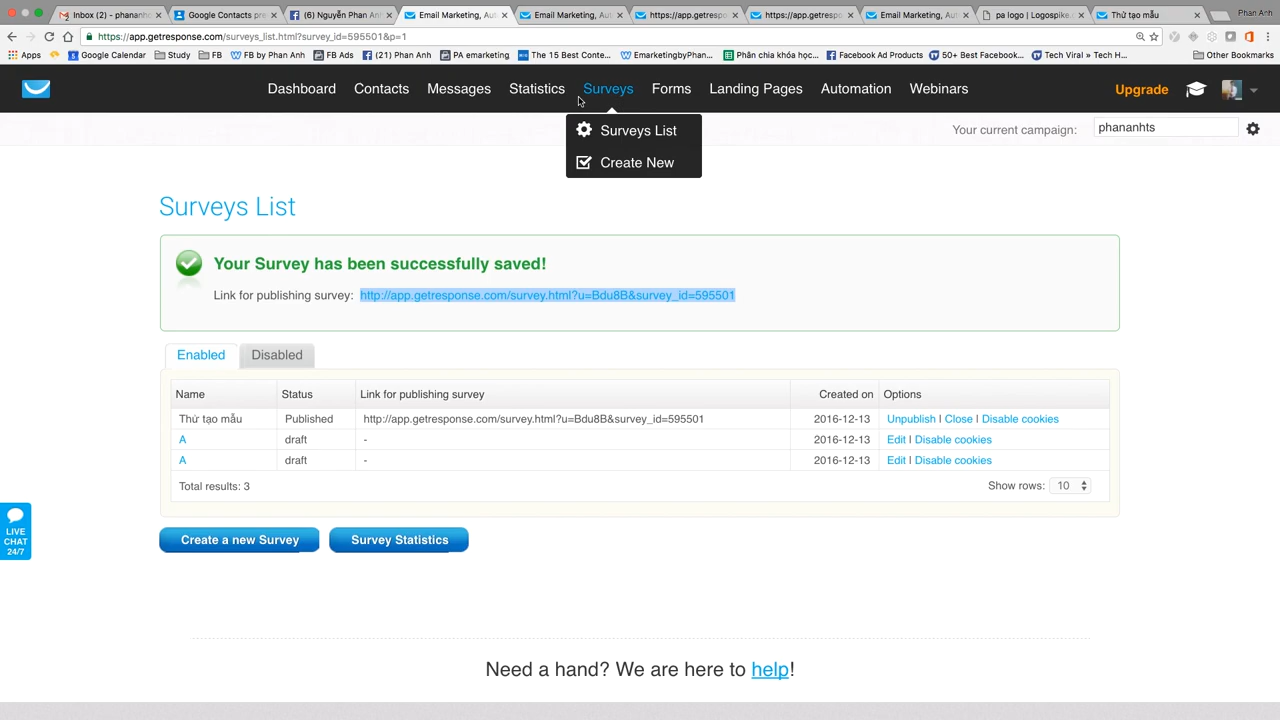 Inbox (2) - phananh
Google Contacts pre
(6) Nguyễn Phan Anh
Email Marketing, Aut
Email Marketing, Aut
https://app.getrespo
https://app.getrespo
Email Marketing, Aut
pa logo | Logospike.c
Thử tạo mẫu
Phan Anh
https://app.getresponse.com/surveys_list.html?survey_id=595501&p=1
Apps
Google Calendar
Study
FB
FB by Phan Anh
FB Ads
(21) Phan Anh
PA emarketing
The 15 Best Conte...
EmarketingbyPhan...
Phân chia khóa học...
Facebook Ad Products
50+ Best Facebook...
Tech Viral » Tech H...
Other Bookmarks
Dashboard
Contacts
Messages
Statistics
Surveys
Forms
Landing Pages
Automation
Webinars
Upgrade
Surveys List
Create New
Your current campaign:
phananhts
Surveys List
Your Survey has been successfully saved!
Link for publishing survey: http://app.getresponse.com/survey.html?u=Bdu8B&survey_id=595501
Enabled
Disabled
Name Status Link for publishing survey Created on Options
Thử tạo mẫu Published http://app.getresponse.com/survey.html?u=Bdu8B&survey_id=595501 2016-12-13 Unpublish | Close | Disable cookies
A draft - 2016-12-13 Edit | Disable cookies
A draft - 2016-12-13 Edit | Disable cookies
Total results: 3
Show rows: 10
LIVE
CHAT
24/7
Create a new Survey
Survey Statistics
Need a hand? We are here to help!